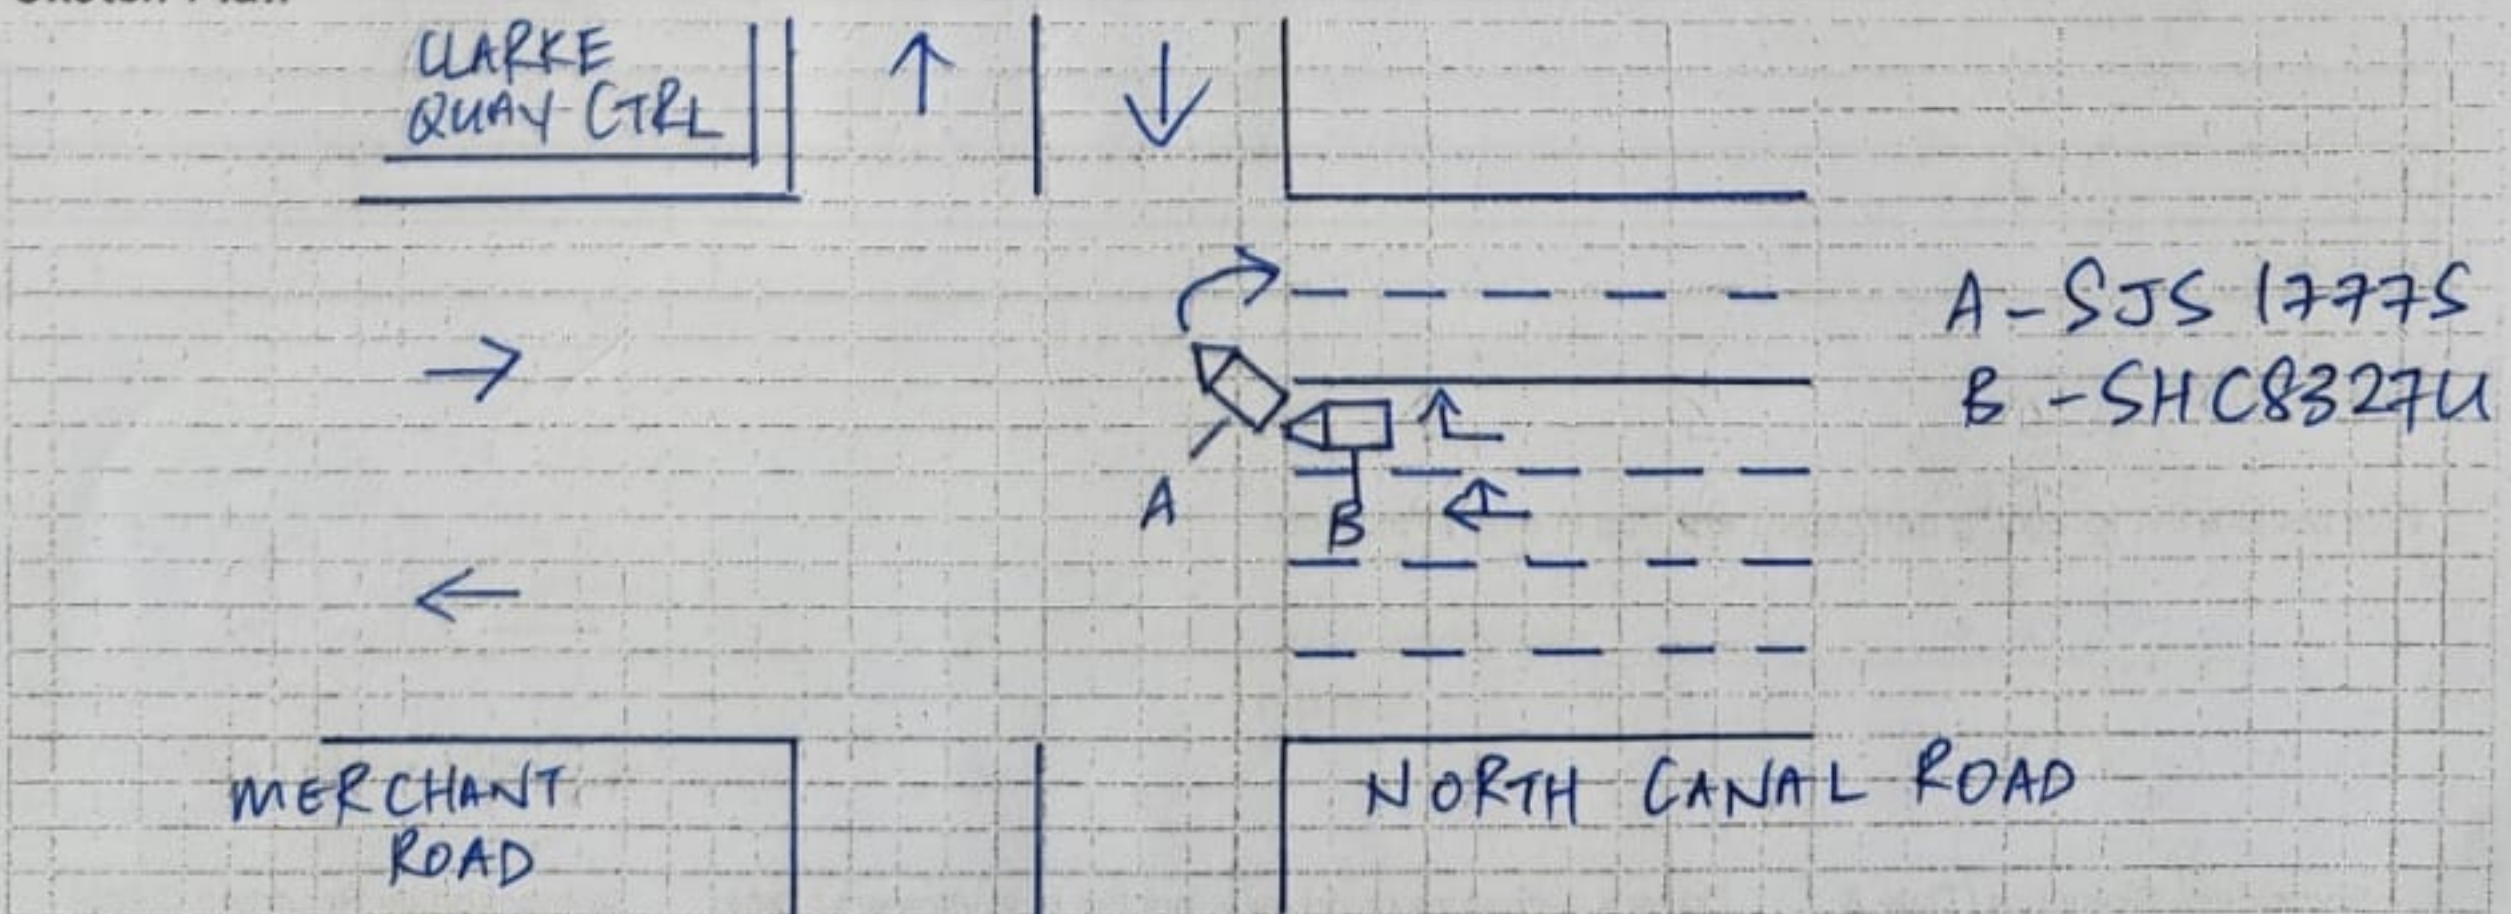 CLARKE
QUAY CTRL
A - SJS 1777S
B - SHC8327U
A
B
MERCHANT
ROAD
NORTH CANAL ROAD